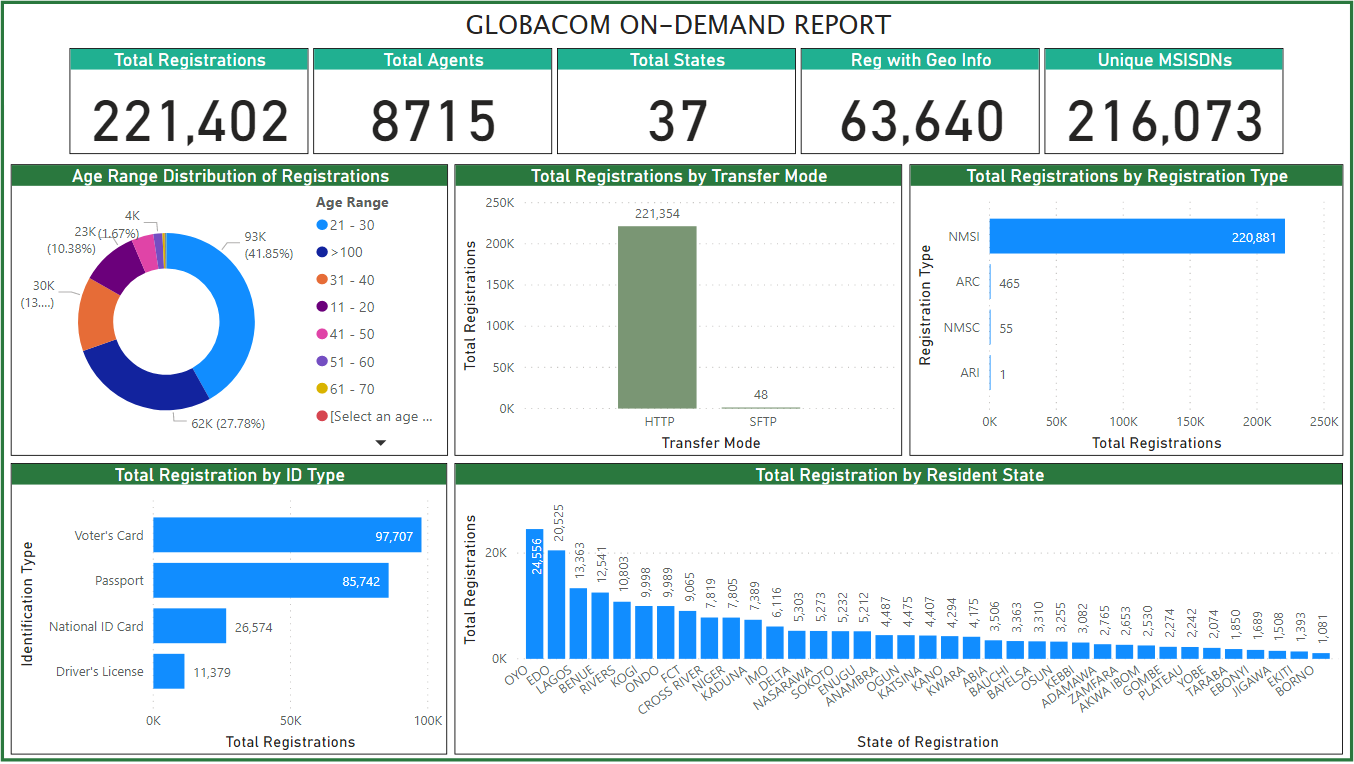 GLOBACOM ON-DEMAND REPORT
Total Registrations
221,402
Total Agents
8715
Total States
37
Reg with Geo Info
63,640
Unique MSISDNs
216,073
Age Range Distribution of Registrations
4K
(1.67%)
23K
(10.38%)
30K
(13....)
93K
(41.85%)
62K (27.78%)
Age Range
21 - 30
>100
31 - 40
11 - 20
41 - 50
51 - 60
61 - 70
[Select an age ...
Total Registrations by Transfer Mode
Total Registrations
250K
200K
150K
100K
50K
0K
221,354
48
HTTP
SFTP
Transfer Mode
Total Registrations by Registration Type
Registration Type
NMSI
220,881
ARC
465
NMSC
55
ARI
1
0K
50K
100K
150K
200K
250K
Total Registrations
Total Registration by ID Type
Identification Type
Voter's Card
97,707
Passport
85,742
National ID Card
26,574
Driver's License
11,379
0K
50K
100K
Total Registrations
Total Registration by Resident State
Total Registrations
20K
0K
24,556
20,525
13,363
12,541
10,803
9,998
9,989
9,065
7,819
7,805
7,389
6,116
5,303
5,273
5,232
5,212
4,487
4,475
4,407
4,294
4,175
3,506
3,363
3,310
3,255
3,082
2,765
2,653
2,530
2,274
2,242
2,074
1,850
1,689
1,508
1,393
1,081
OYO
EDO
LAGOS
BENUE
RIVERS
KOGI
ONDO
FCT
CROSS RIVER
NIGER
KADUNA
IMO
DELTA
NASARAWA
SOKOTO
ENUGU
ANAMBRA
OGUN
KATSINA
KANO
KWARA
ABIA
BAUCHI
BAYELSA
OSUN
KEBBI
ADAMAWA
ZAMFARA
AKWA IBOM
GOMBE
PLATEAU
YOBE
TARABA
EBONYI
JIGAWA
EKITI
BORNO
State of Registration